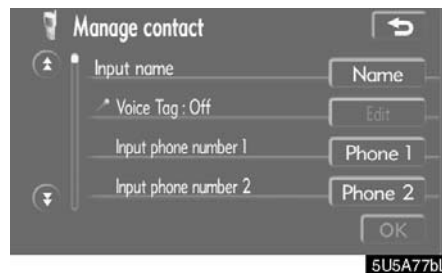 Manage contact
Input name Name
Voice Tag : Off Edit
Input phone number 1 Phone 1
Input phone number 2 Phone 2
OK
5U5A77bl